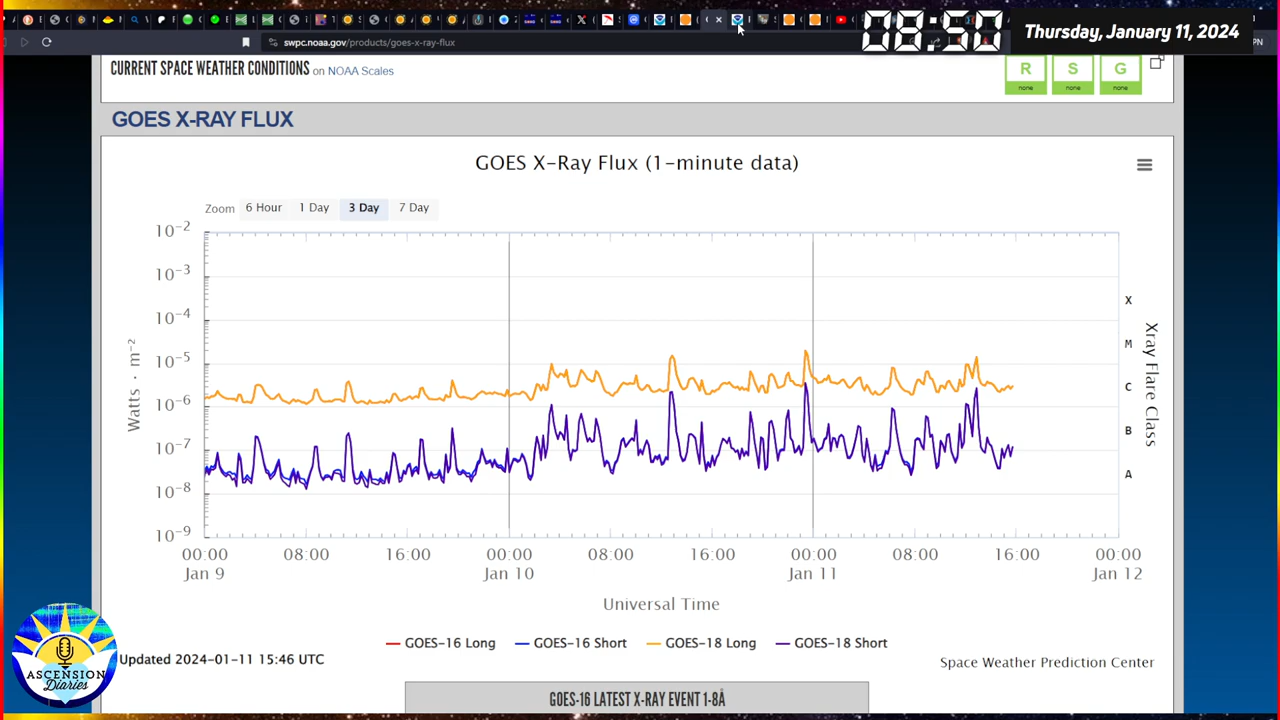 08:50
Thursday, January 11, 2024
swpc.noaa.gov/products/goes-x-ray-flux
PN
CURRENT SPACE WEATHER CONDITIONS on NOAA Scales
R S G
none none none
GOES X-RAY FLUX
GOES X-Ray Flux (1-minute data)
Zoom 6 Hour 1 Day 3 Day 7 Day
10⁻²
10⁻³
10⁻⁴
10⁻⁵
10⁻⁶
10⁻⁷
10⁻⁸
10⁻⁹
Watts · m⁻²
X
M
C
B
A
Xray Flare Class
00:00 08:00 16:00 00:00 08:00 16:00 00:00 08:00 16:00 00:00
Jan 9 Jan 10 Jan 11 Jan 12
Universal Time
GOES-16 Long GOES-16 Short GOES-18 Long GOES-18 Short
Updated 2024-01-11 15:46 UTC
Space Weather Prediction Center
GOES-16 LATEST X-RAY EVENT 1-8Å
ASCENSION
Diaries